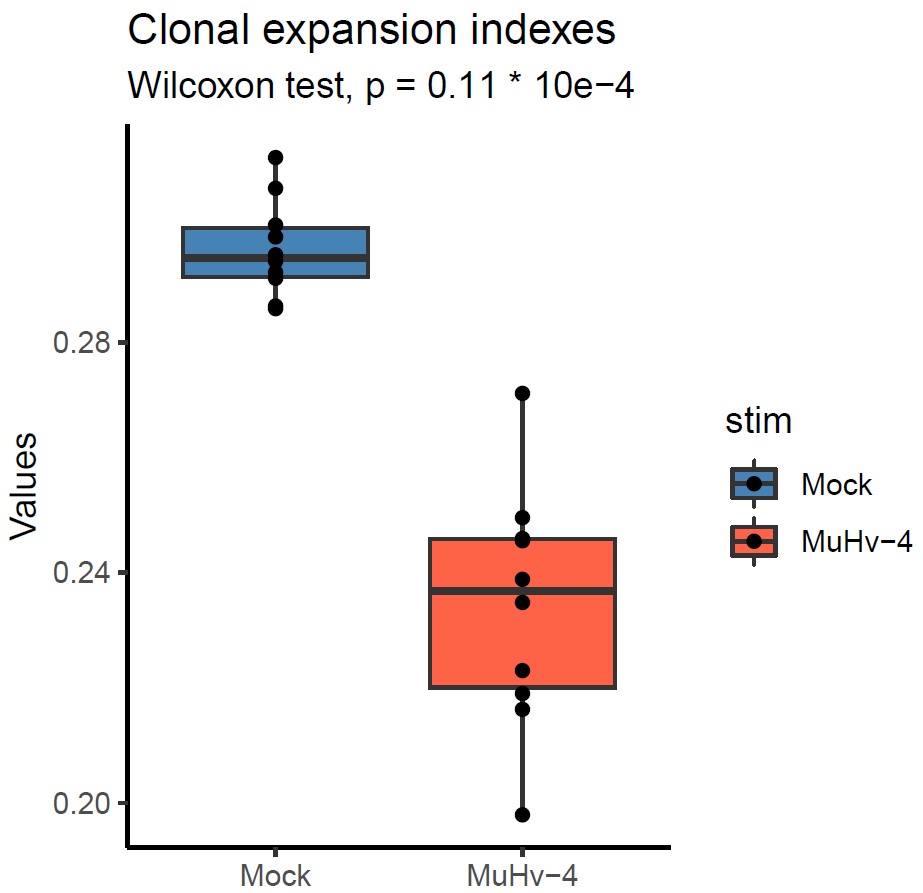 Clonal expansion indexes
Wilcoxon test, p = 0.11 * 10e−4
Values
0.28
0.24
0.20
Mock
MuHv−4
stim
Mock
MuHv−4